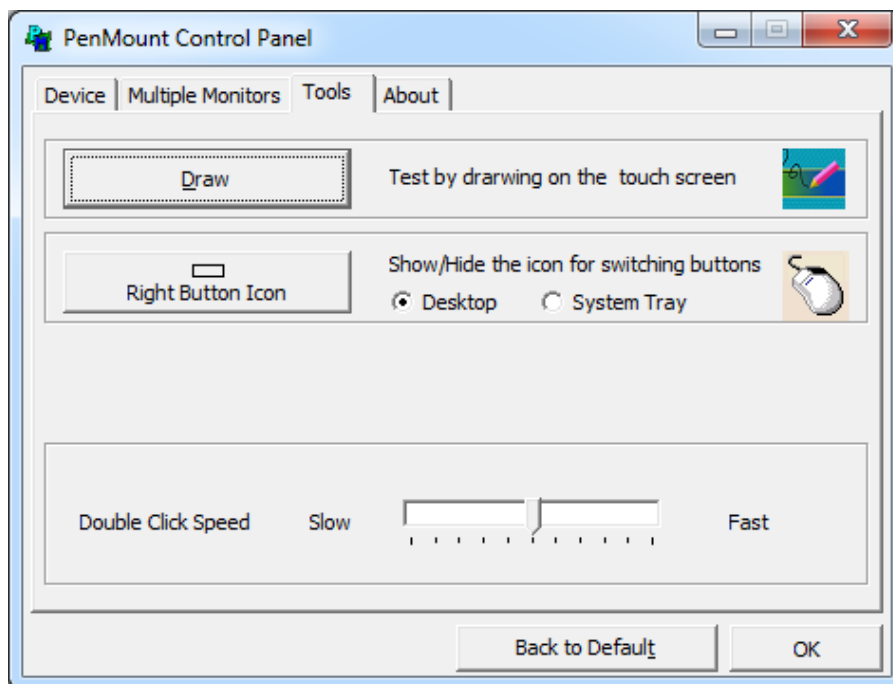 PenMount Control Panel
Device Multiple Monitors Tools About
Draw Test by drarwing on the touch screen
Show/Hide the icon for switching buttons
Right Button Icon
Desktop System Tray
Double Click Speed Slow Fast
Back to Default OK